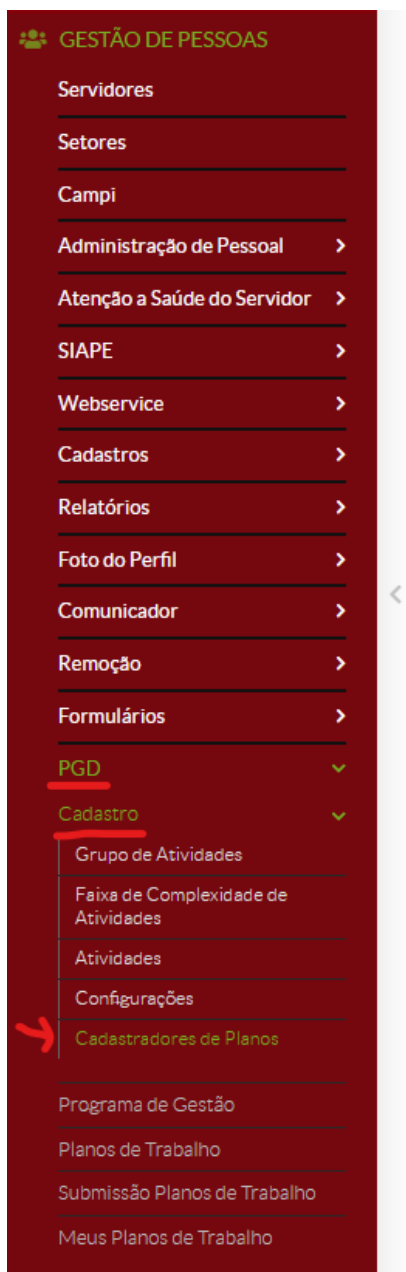 GESTÃO DE PESSOAS
Servidores
Setores
Campi
Administração de Pessoal
Atenção a Saúde do Servidor
SIAPE
Webservice
Cadastros
Relatórios
Foto do Perfil
Comunicador
Remoção
Formulários
PGD
Cadastro
Grupo de Atividades
Faixa de Complexidade de
Atividades
Atividades
Configurações
Cadastradores de Planos
Programa de Gestão
Planos de Trabalho
Submissão Planos de Trabalho
Meus Planos de Trabalho